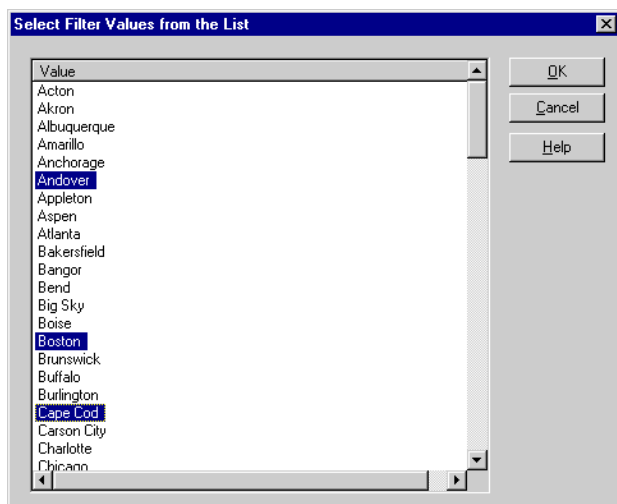 Select Filter Values from the List
Value
Acton
Akron
Albuquerque
Amarillo
Anchorage
Andover
Appleton
Aspen
Atlanta
Bakersfield
Bangor
Bend
Big Sky
Boise
Boston
Brunswick
Buffalo
Burlington
Cape Cod
Carson City
Charlotte
Chicago
OK
Cancel
Help